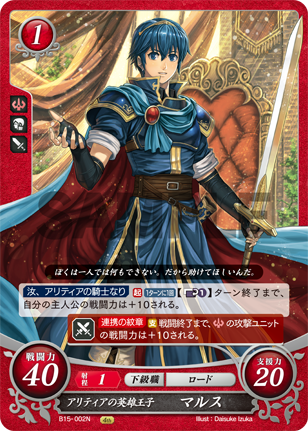 1
ぼくは一人では何もできない。だから助けてほしいんだ。
汝、アリティアの騎士なり 起 1ターンに1回 【1】ターン終了まで、
自分の主人公の戦闘力は+10される。
連携の紋章 支 戦闘終了まで、の攻撃ユニット
の戦闘力は+10される。
戦闘力
40
射程 1 下級職 ロード
支援力
20
アリティアの英雄王子 マルス
B15-002N
Illust : Daisuke Izuka